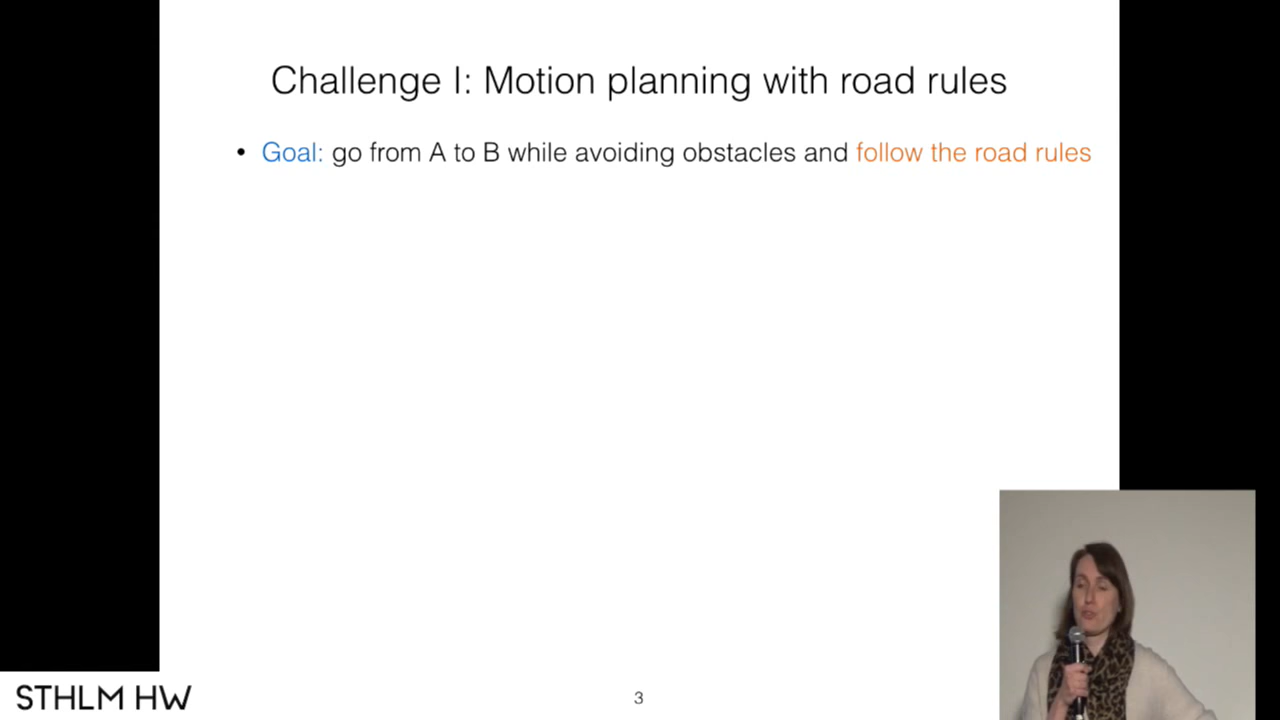 Challenge I: Motion planning with road rules
• Goal: go from A to B while avoiding obstacles and follow the road rules
STHLM HW
3